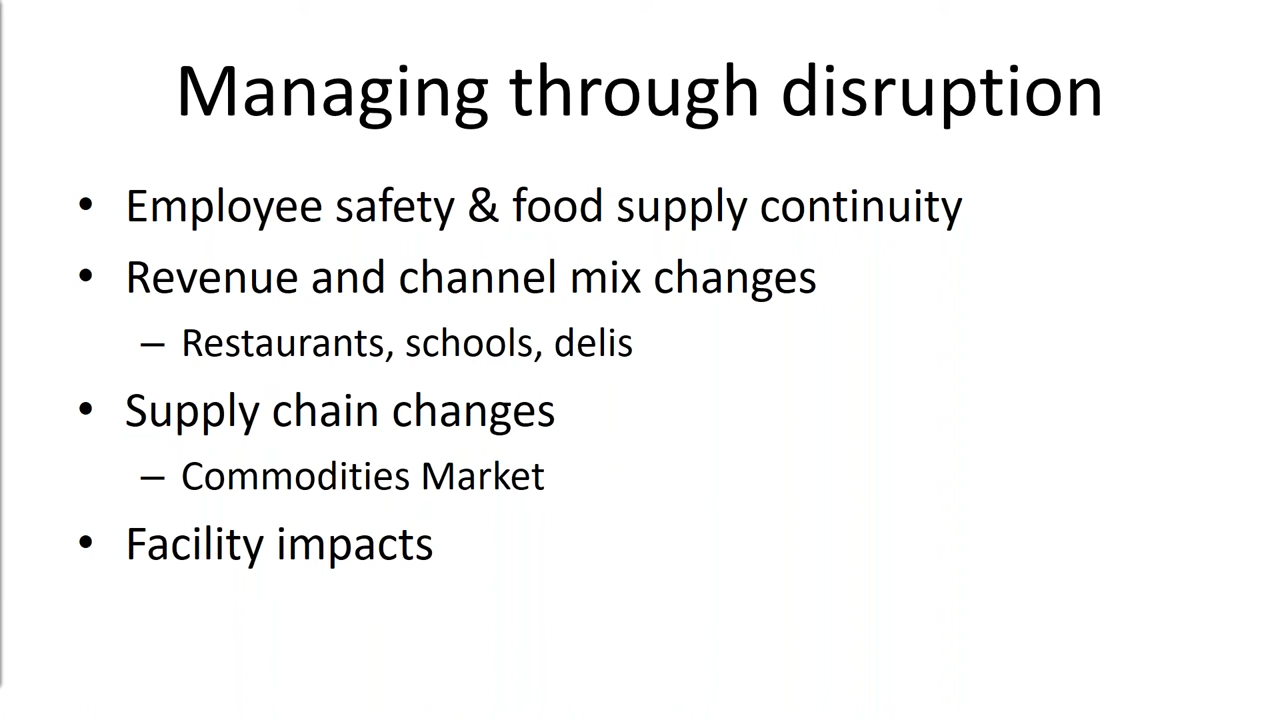 Managing through disruption
• Employee safety & food supply continuity
• Revenue and channel mix changes
– Restaurants, schools, delis
• Supply chain changes
– Commodities Market
• Facility impacts